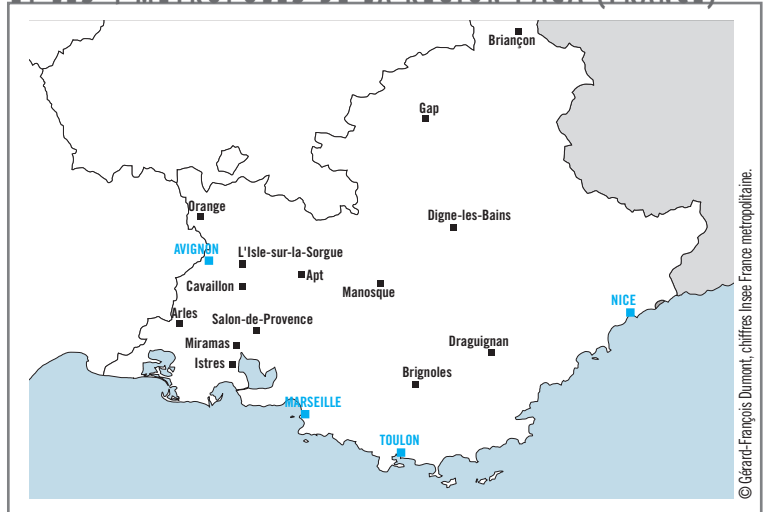 Briançon
Gap
Orange
Digne-les-Bains
AVIGNON
L'Isle-sur-la-Sorgue
Apt
Cavaillon
Manosque
NICE
Arles
Salon-de-Provence
Miramas
Draguignan
Istres
Brignoles
MARSEILLE
TOULON
© Gérard-François Dumont, chiffres Insee France metropolitaine.